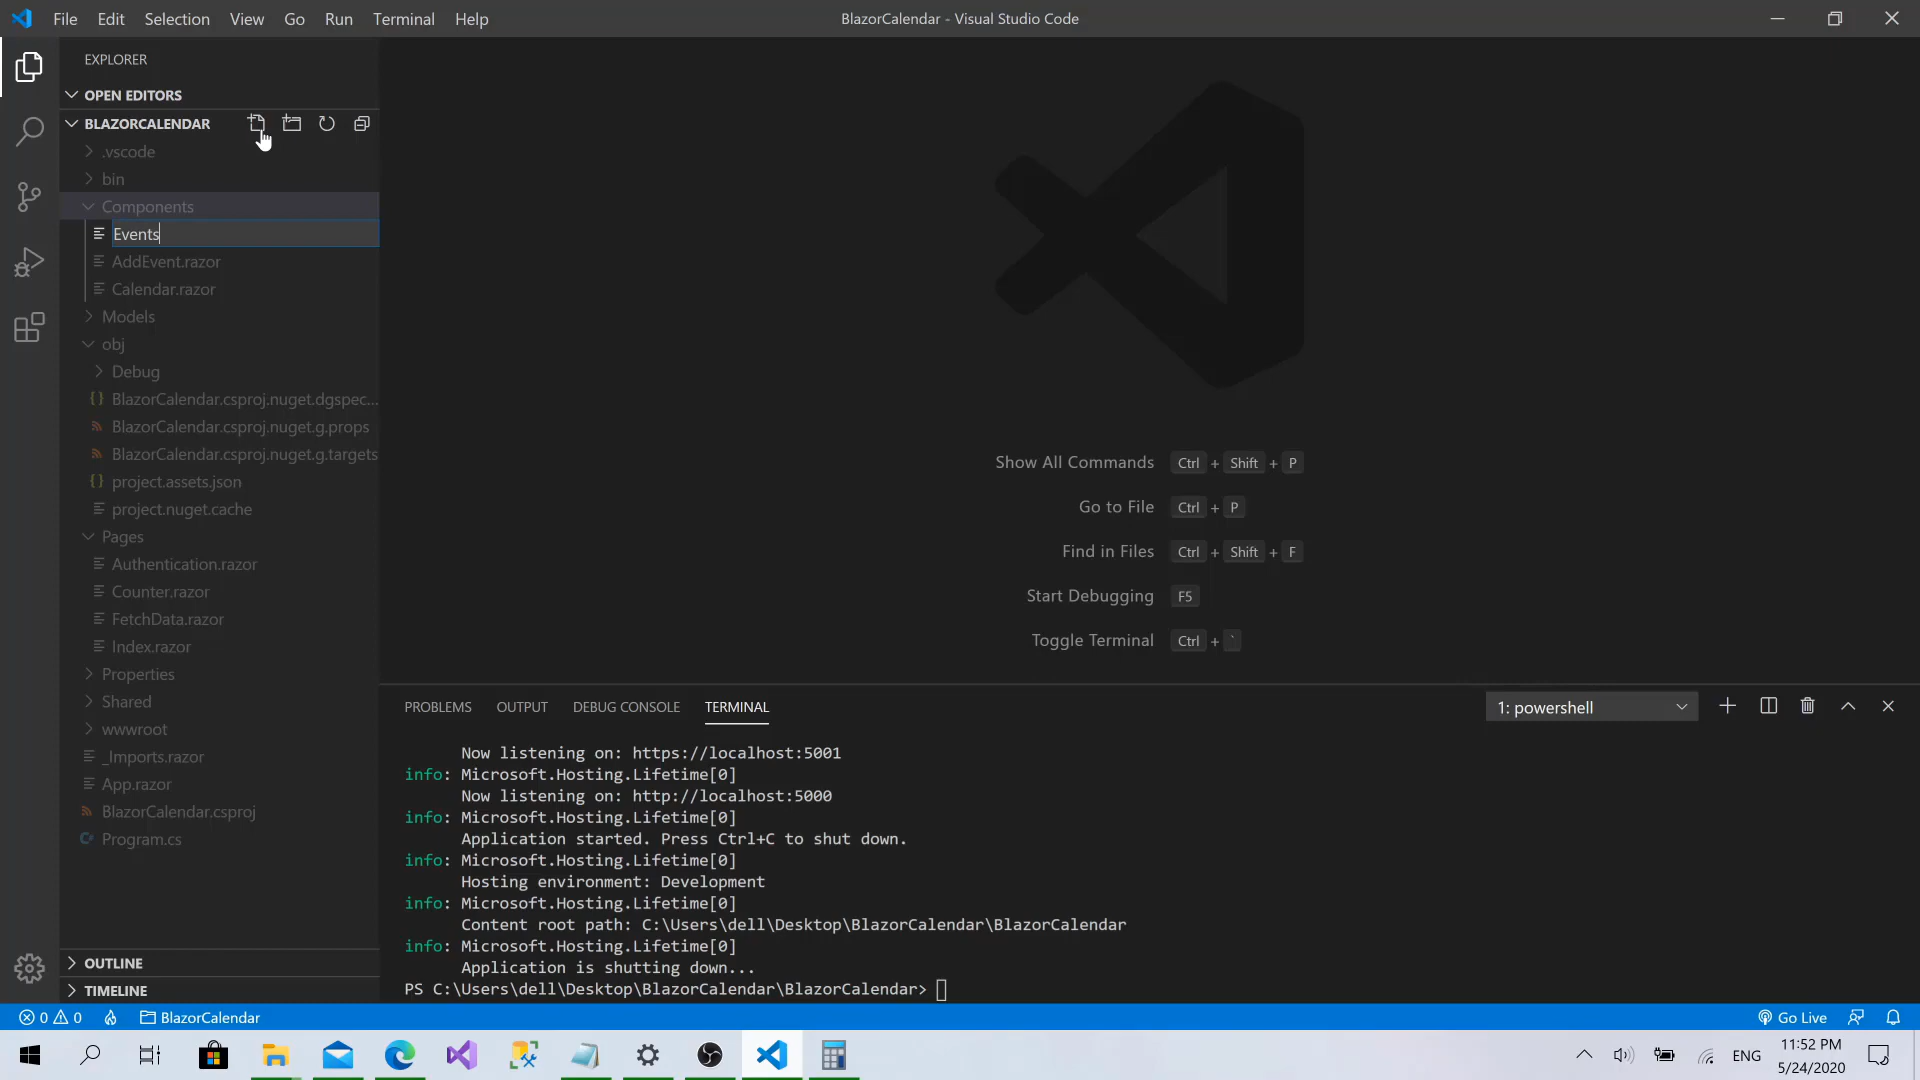 File Edit Selection View Go Run Terminal Help
BlazorCalendar - Visual Studio Code
EXPLORER
OPEN EDITORS
BLAZORCALENDAR
.vscode
bin
Components
Events
AddEvent.razor
Calendar.razor
Models
obj
Debug
BlazorCalendar.csproj.nuget.dgspec...
BlazorCalendar.csproj.nuget.g.props
BlazorCalendar.csproj.nuget.g.targets
project.assets.json
project.nuget.cache
Pages
Authentication.razor
Counter.razor
FetchData.razor
Index.razor
Properties
Shared
wwwroot
_Imports.razor
App.razor
BlazorCalendar.csproj
Program.cs
OUTLINE
TIMELINE
Show All Commands Ctrl + Shift + P
Go to File Ctrl + P
Find in Files Ctrl + Shift + F
Start Debugging F5
Toggle Terminal Ctrl + `
PROBLEMS OUTPUT DEBUG CONSOLE TERMINAL
1: powershell
Now listening on: https://localhost:5001
info: Microsoft.Hosting.Lifetime[0]
Now listening on: http://localhost:5000
info: Microsoft.Hosting.Lifetime[0]
Application started. Press Ctrl+C to shut down.
info: Microsoft.Hosting.Lifetime[0]
Hosting environment: Development
info: Microsoft.Hosting.Lifetime[0]
Content root path: C:\Users\dell\Desktop\BlazorCalendar\BlazorCalendar
info: Microsoft.Hosting.Lifetime[0]
Application is shutting down...
PS C:\Users\dell\Desktop\BlazorCalendar\BlazorCalendar>
0 0 BlazorCalendar
Go Live
ENG
11:52 PM
5/24/2020